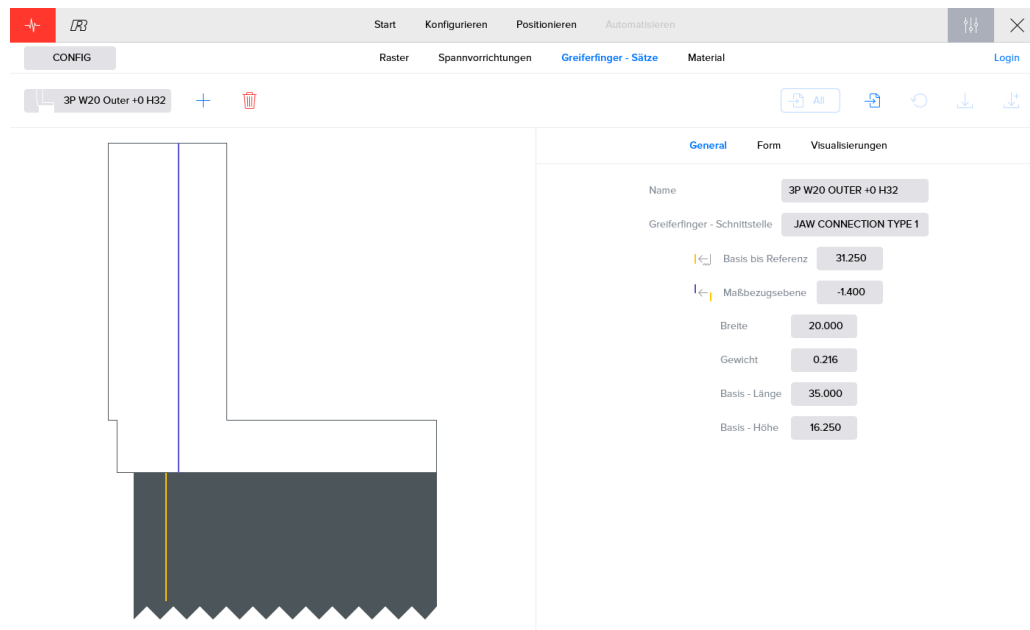 Start Konfigurieren Positionieren Automatisieren
CONFIG Raster Spannvorrichtungen Greiferfinger - Sätze Material Login
3P W20 Outer +0 H32 All
General Form Visualisierungen
Name 3P W20 OUTER +0 H32
Greiferfinger - Schnittstelle JAW CONNECTION TYPE 1
Basis bis Referenz 31.250
Maßbezugsebene -1.400
Breite 20.000
Gewicht 0.216
Basis - Länge 35.000
Basis - Höhe 16.250